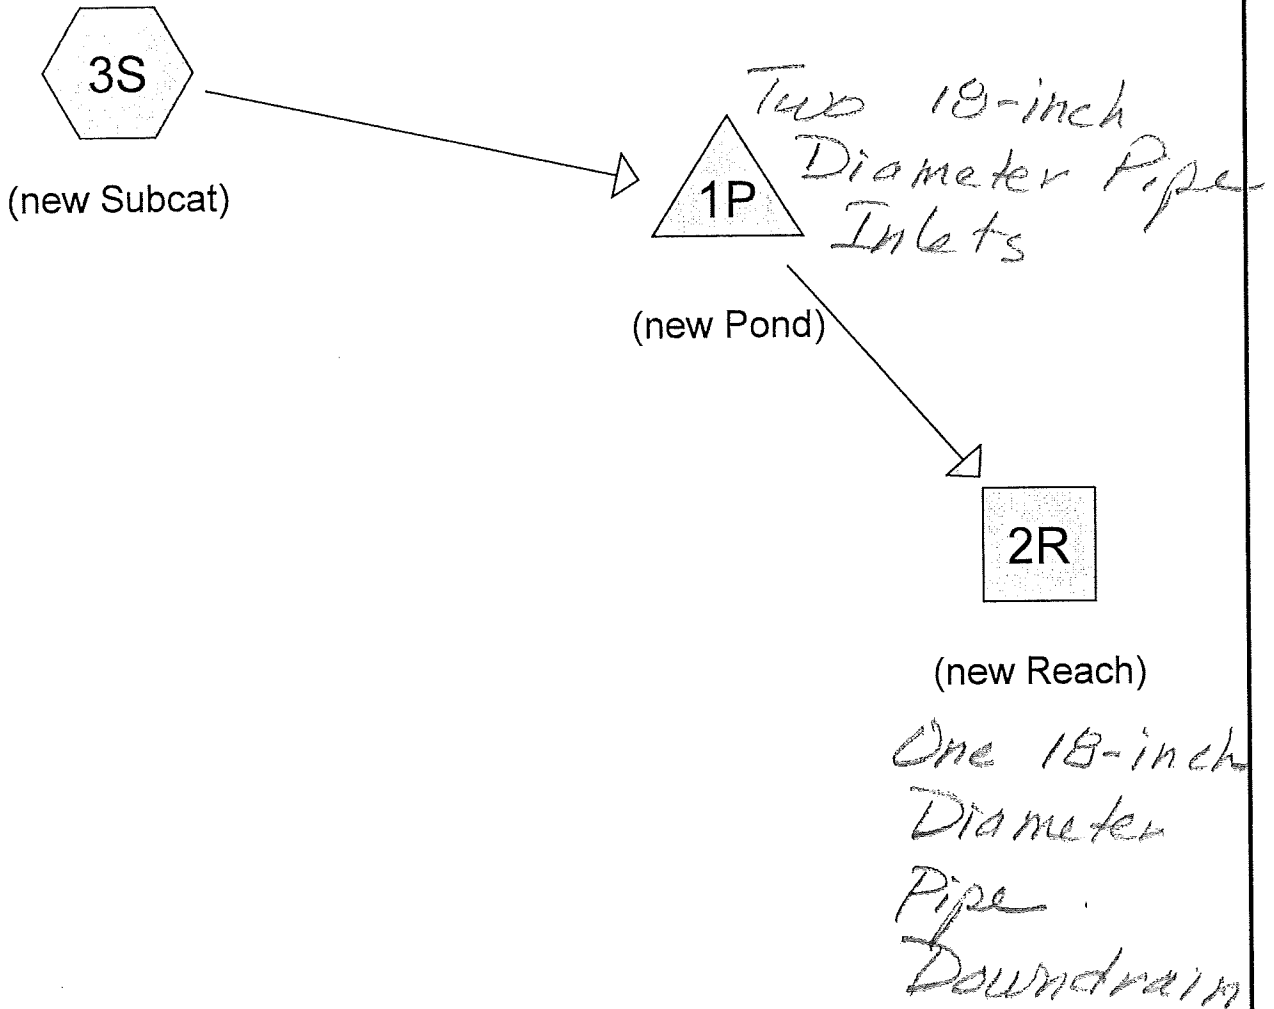 3S
(new Subcat)
Two 18-inch
Diameter Pipe
Inlets
1P
(new Pond)
2R
(new Reach)
One 18-inch
Diameter
Pipe
Downdrain